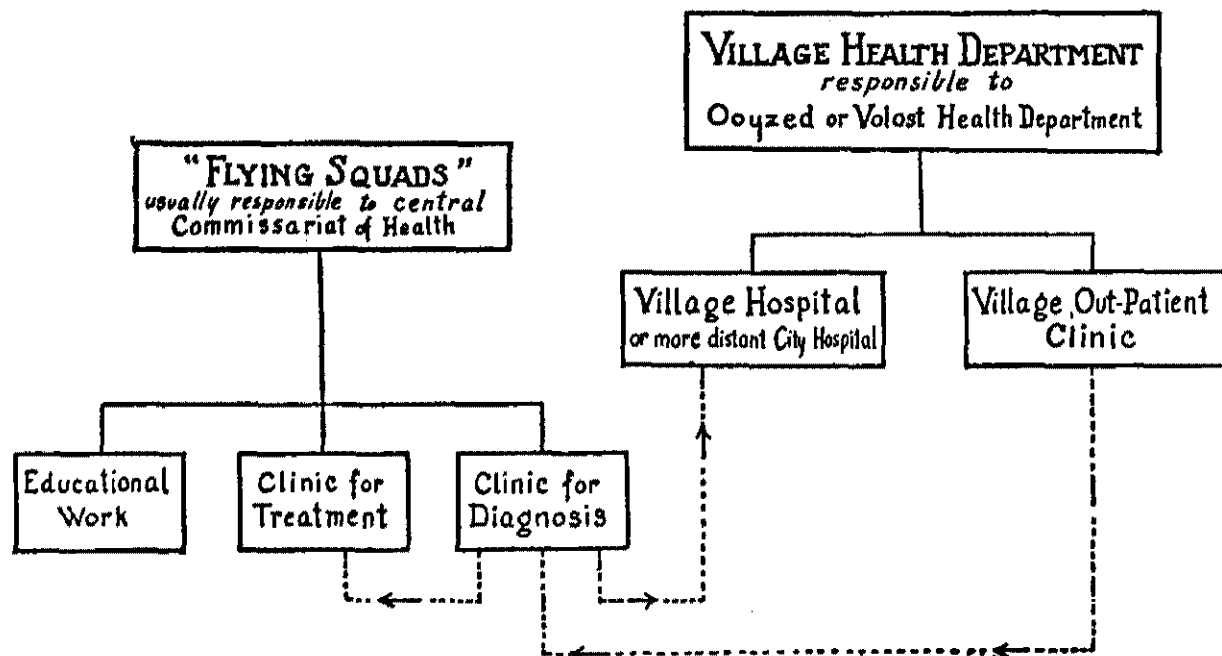 VILLAGE HEALTH DEPARTMENT
responsible to
Ooyzed or Volost Health Department
"FLYING SQUADS"
usually responsible to central
Commissariat of Health
Village Hospital
or more distant City Hospital
Village Out-Patient
Clinic
Educational
Work
Clinic for
Treatment
Clinic for
Diagnosis